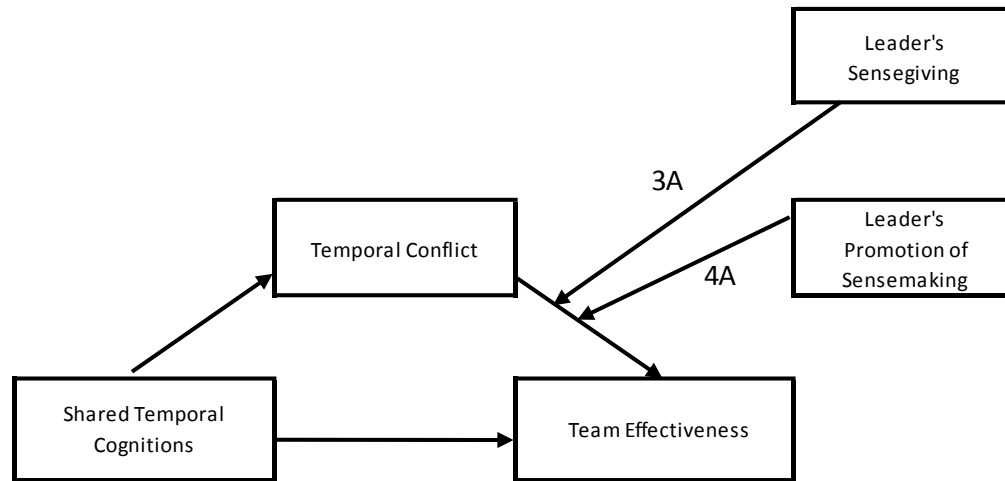 Leader's
Sensegiving
3A
Temporal Conflict
Leader's
Promotion of
Sensemaking
4A
Shared Temporal
Cognitions
Team Effectiveness